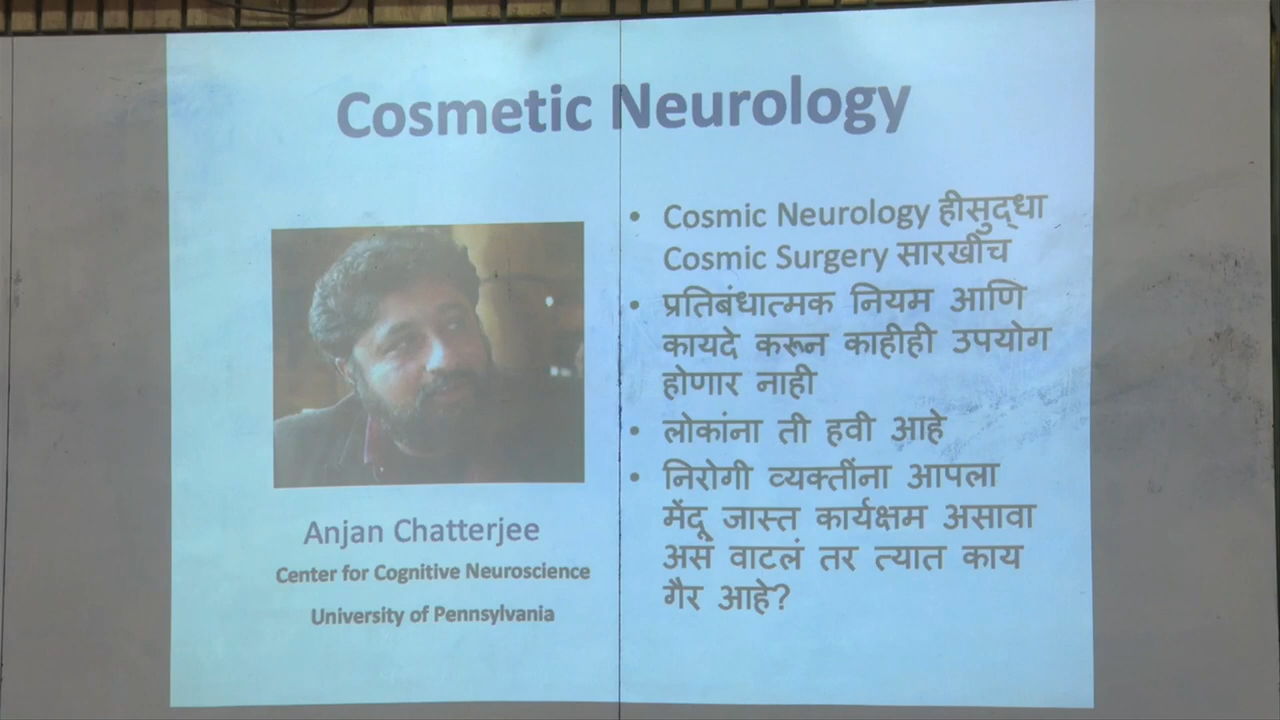 Cosmetic Neurology
Anjan Chatterjee
Center for Cognitive Neuroscience
University of Pennsylvania
• Cosmic Neurology हीसुद्धा
Cosmic Surgery सारखीच
• प्रतिबंधात्मक नियम आणि
कायदे करून काहीही उपयोग
होणार नाही
• लोकांना ती हवी आहे
• निरोगी व्यक्तींना आपला
मेंदू जास्त कार्यक्षम असावा
असं वाटलं तर त्यात काय
गैर आहे?